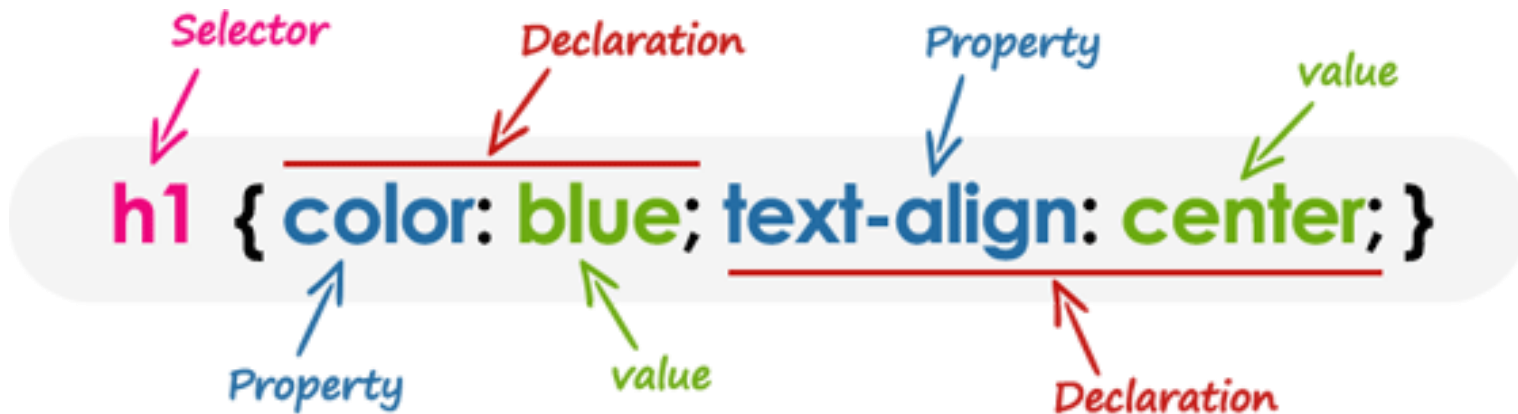 Selector
Declaration
Property
value
h1 { color: blue; text-align: center; }
Property
value
Declaration